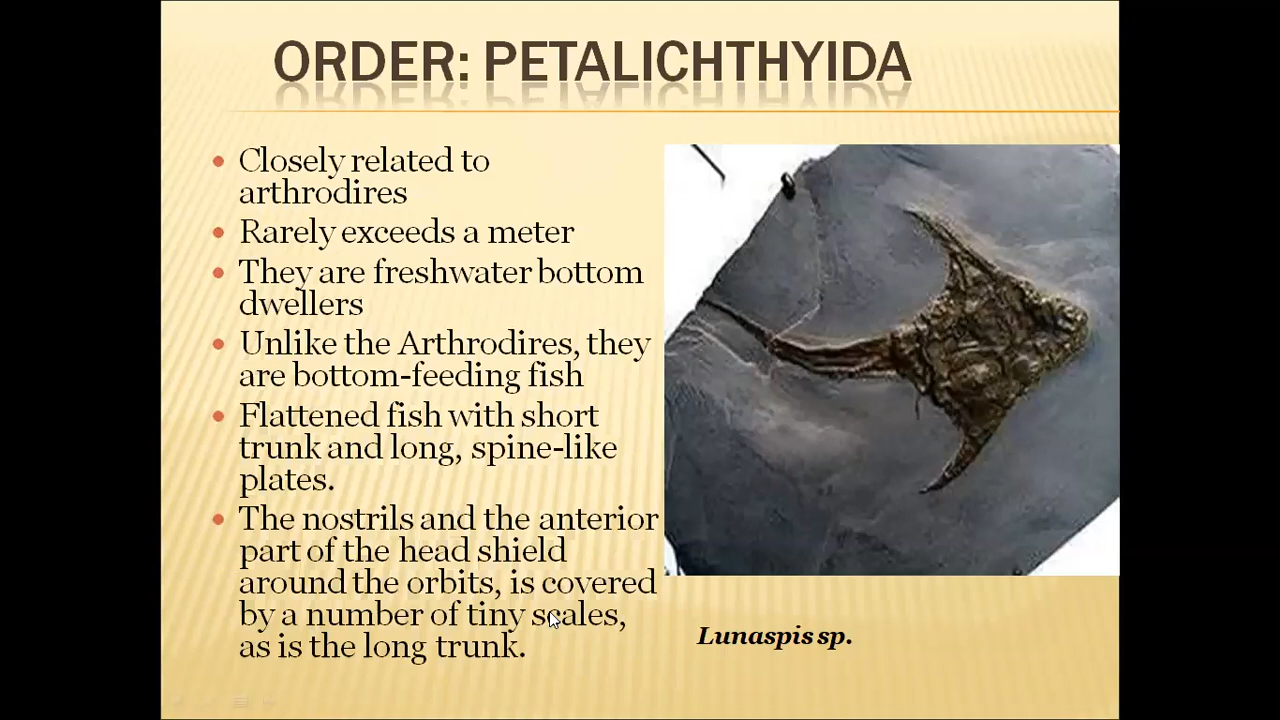 ORDER: PETALICHTHYIDA
• Closely related to
arthrodires
• Rarely exceeds a meter
• They are freshwater bottom
dwellers
• Unlike the Arthrodires, they
are bottom-feeding fish
• Flattened fish with short
trunk and long, spine-like
plates.
• The nostrils and the anterior
part of the head shield
around the orbits, is covered
by a number of tiny scales,
as is the long trunk.
Lunaspis sp.